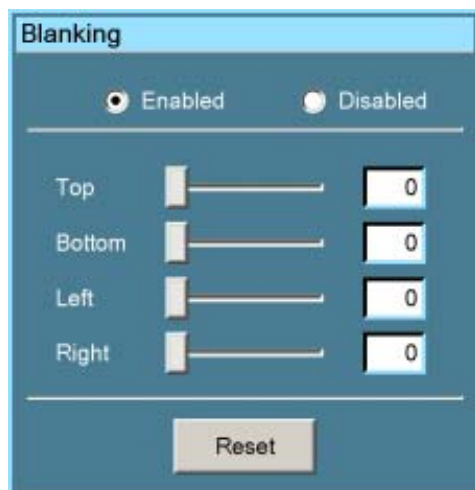 Blanking
Enabled Disabled
Top 0
Bottom 0
Left 0
Right 0
Reset